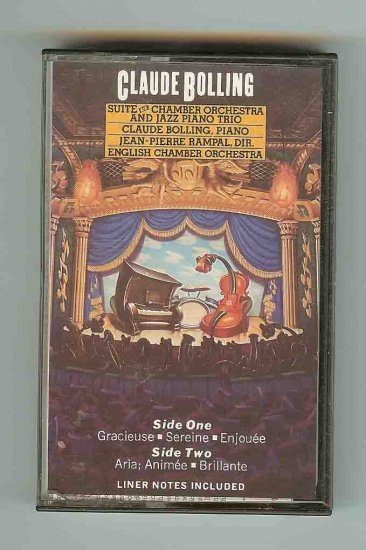 CLAUDE BOLLING
SUITE FOR CHAMBER ORCHESTRA
AND JAZZ PIANO TRIO
CLAUDE BOLLING, PIANO
JEAN-PIERRE RAMPAL, DIR.
ENGLISH CHAMBER ORCHESTRA
Side One
Gracieuse ▪ Sereine ▪ Enjouée
Side Two
Aria; Animée ▪ Brillante
LINER NOTES INCLUDED